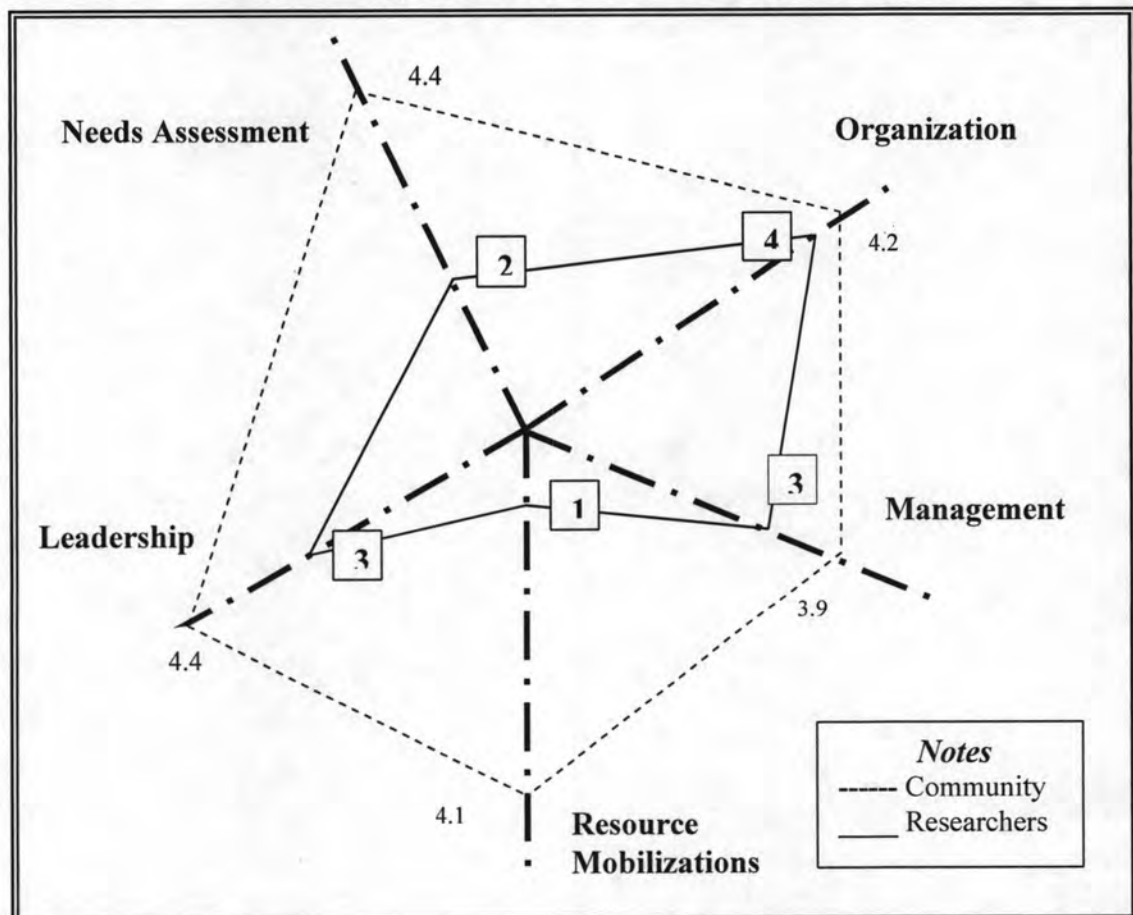 4.4
Needs Assessment
Organization
4
4.2
2
3
1
Management
Leadership
3
3.9
4.4
4.1
Resource
Mobilizations
Notes
Community
Researchers